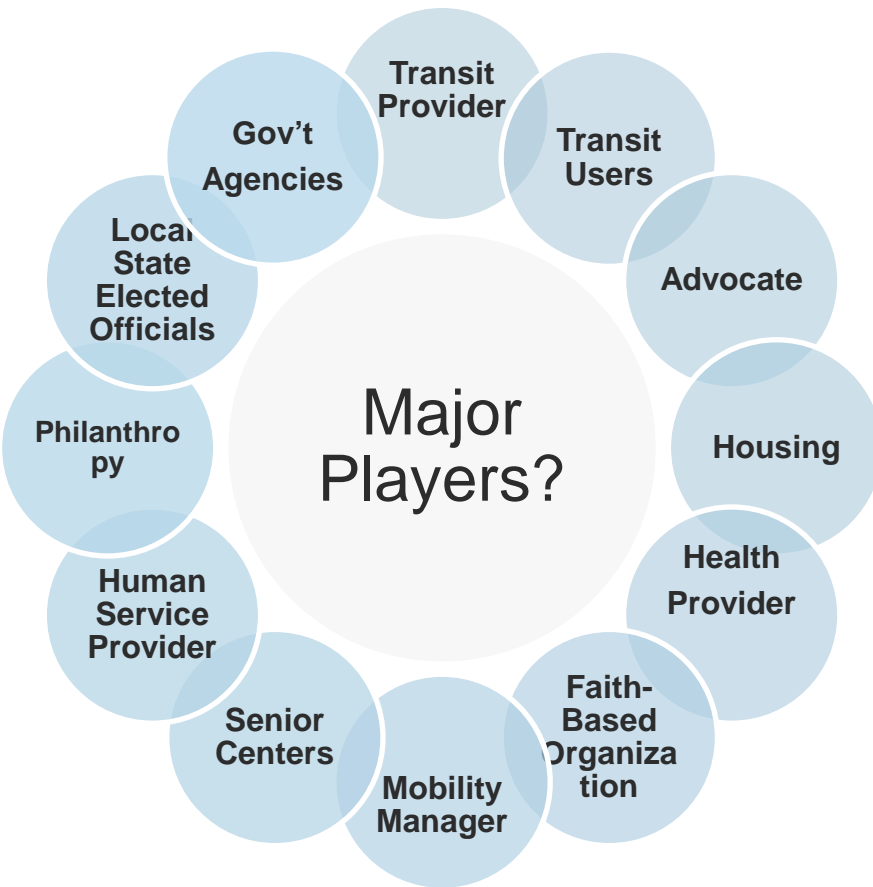 Transit
Provider
Transit
Users
Advocate
Housing
Health
Provider
Faith-
Based
Organiza
tion
Mobility
Manager
Senior
Centers
Human
Service
Provider
Philanthro
py
Local
State
Elected
Officials
Gov’t
Agencies
Major
Players?